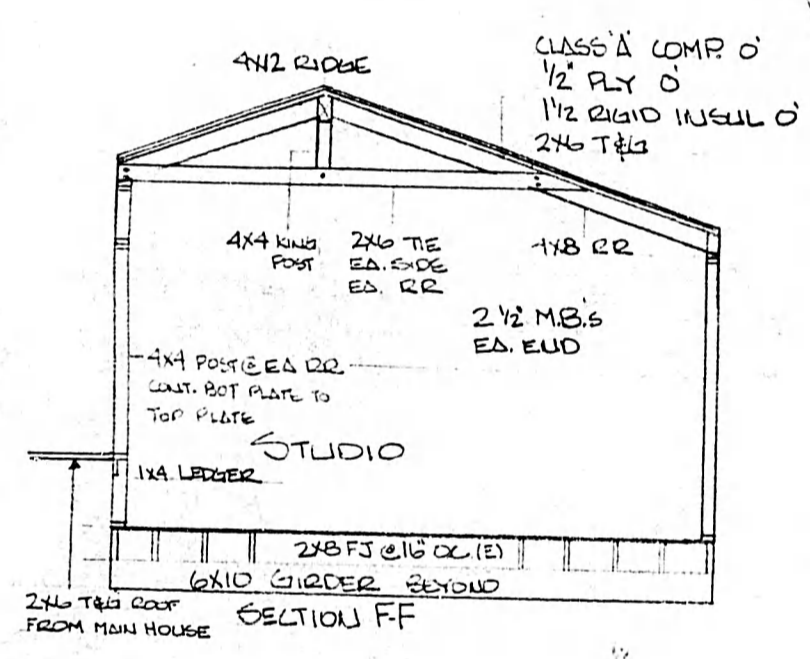 4X12 RIDGE
CLASS 'A' COMP. O'
1/2" PLY O'
1 1/2 RIGID INSUL O'
2X6 T&G
4X4 KING
POST
2X6 TIE
EA. SIDE
EA. RR
4X8 RR
2 1/2" M.B.'s
EA. END
4X4 POST @ EA RR
CONT. BOT PLATE TO
TOP PLATE
STUDIO
1X4 LEDGER
2X8 FJ @ 16" OC. (E)
6X10 GIRDER BEYOND
2X6 T&G ROOF
FROM MAIN HOUSE
SECTION F-F